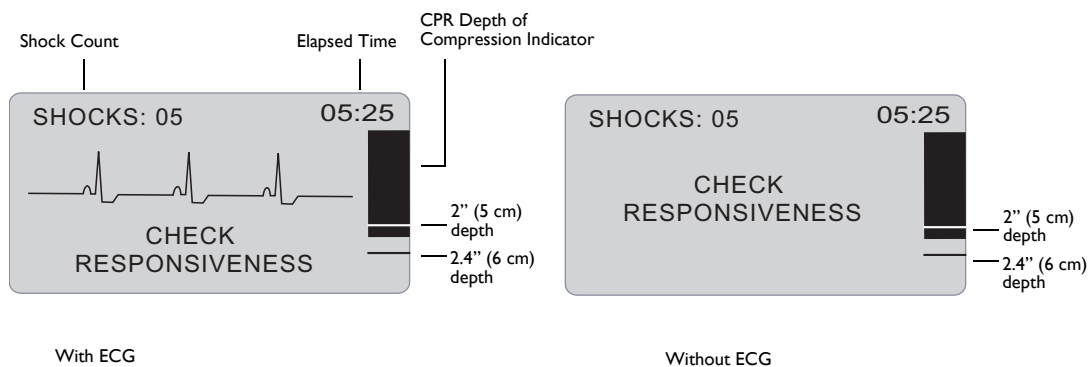 Shock Count
Elapsed Time
CPR Depth of
Compression Indicator
SHOCKS: 05
05:25
CHECK
RESPONSIVENESS
2” (5 cm)
depth
2.4” (6 cm)
depth
With ECG
SHOCKS: 05
05:25
CHECK
RESPONSIVENESS
2” (5 cm)
depth
2.4” (6 cm)
depth
Without ECG